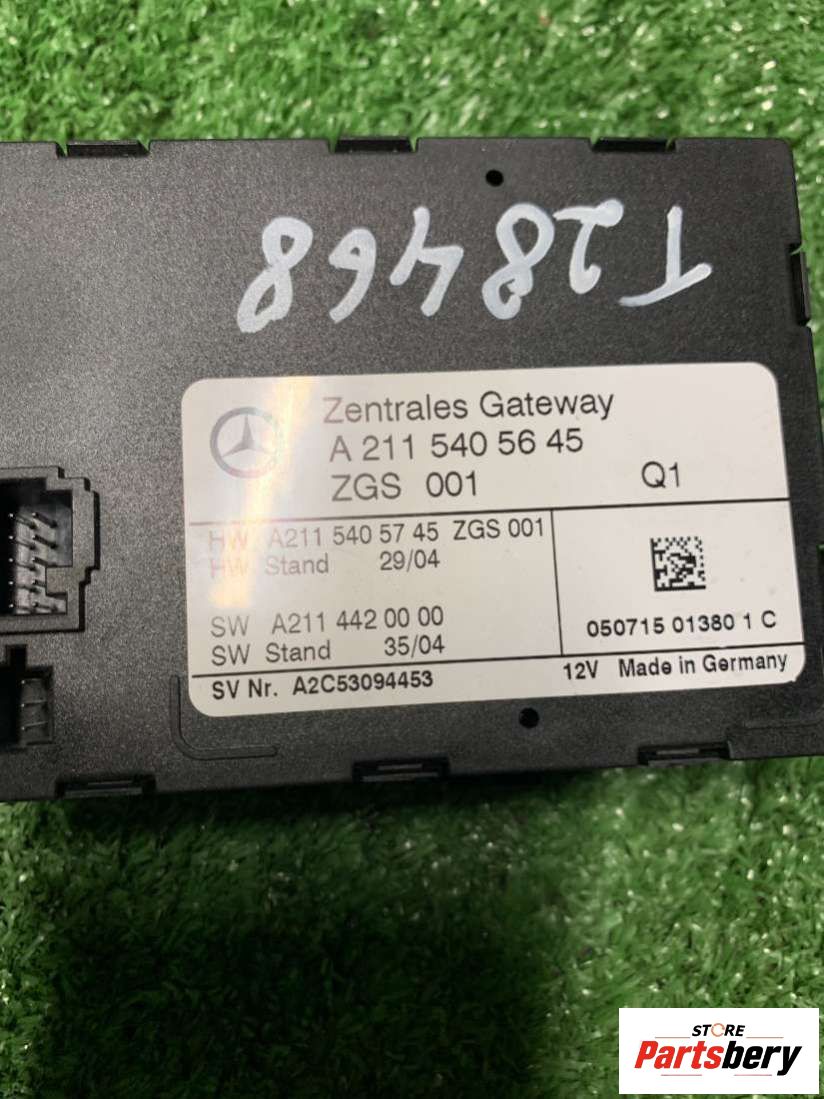 T28468
Zentrales Gateway
A 211 540 56 45
ZGS 001 Q1
HW A211 540 57 45 ZGS 001
HW Stand 29/04
SW A211 442 00 00
SW Stand 35/04
050715 01380 1 C
SV Nr. A2C53094453
12V Made in Germany
STORE
Partsbery